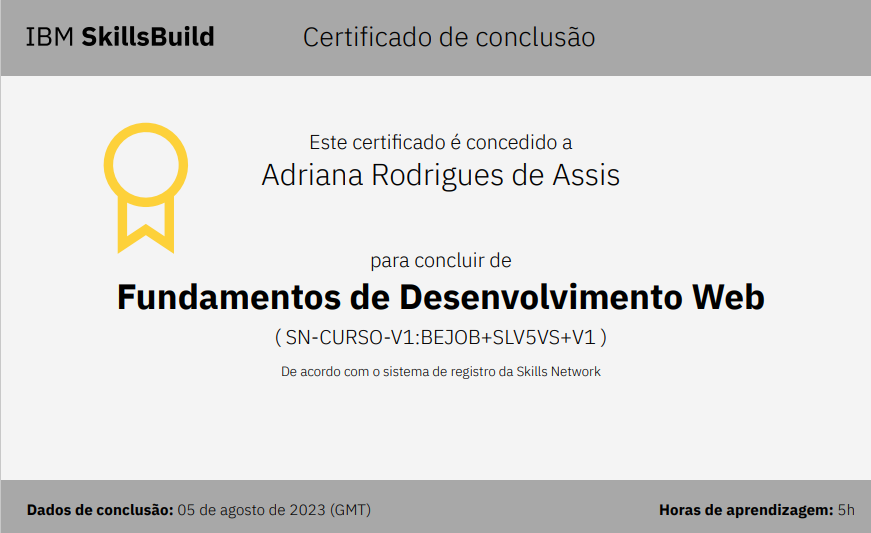 IBM SkillsBuild
Certificado de conclusão
Este certificado é concedido a
Adriana Rodrigues de Assis
para concluir de
Fundamentos de Desenvolvimento Web
( SN-CURSO-V1:BEJOB+SLV5VS+V1 )
De acordo com o sistema de registro da Skills Network
Dados de conclusão: 05 de agosto de 2023 (GMT)
Horas de aprendizagem: 5h